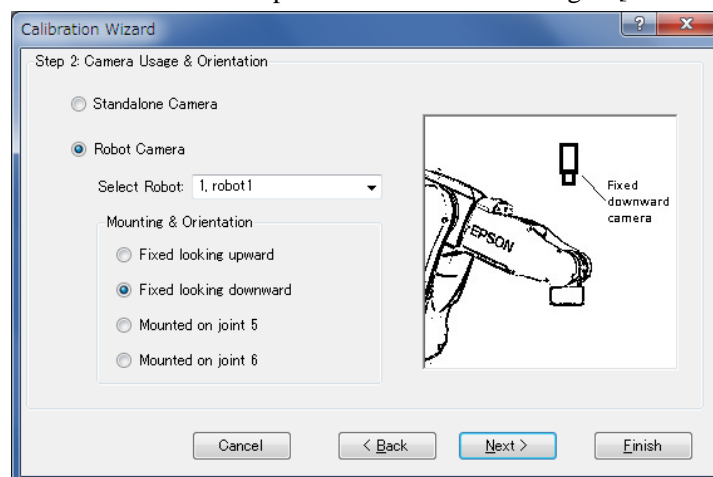 Calibration Wizard
Step 2: Camera Usage & Orientation
Standalone Camera
Robot Camera
Select Robot: 1, robot1
Mounting & Orientation
Fixed looking upward
Fixed looking downward
Mounted on joint 5
Mounted on joint 6
EPSON
Fixed
downward
camera
Cancel
< Back
Next >
Finish